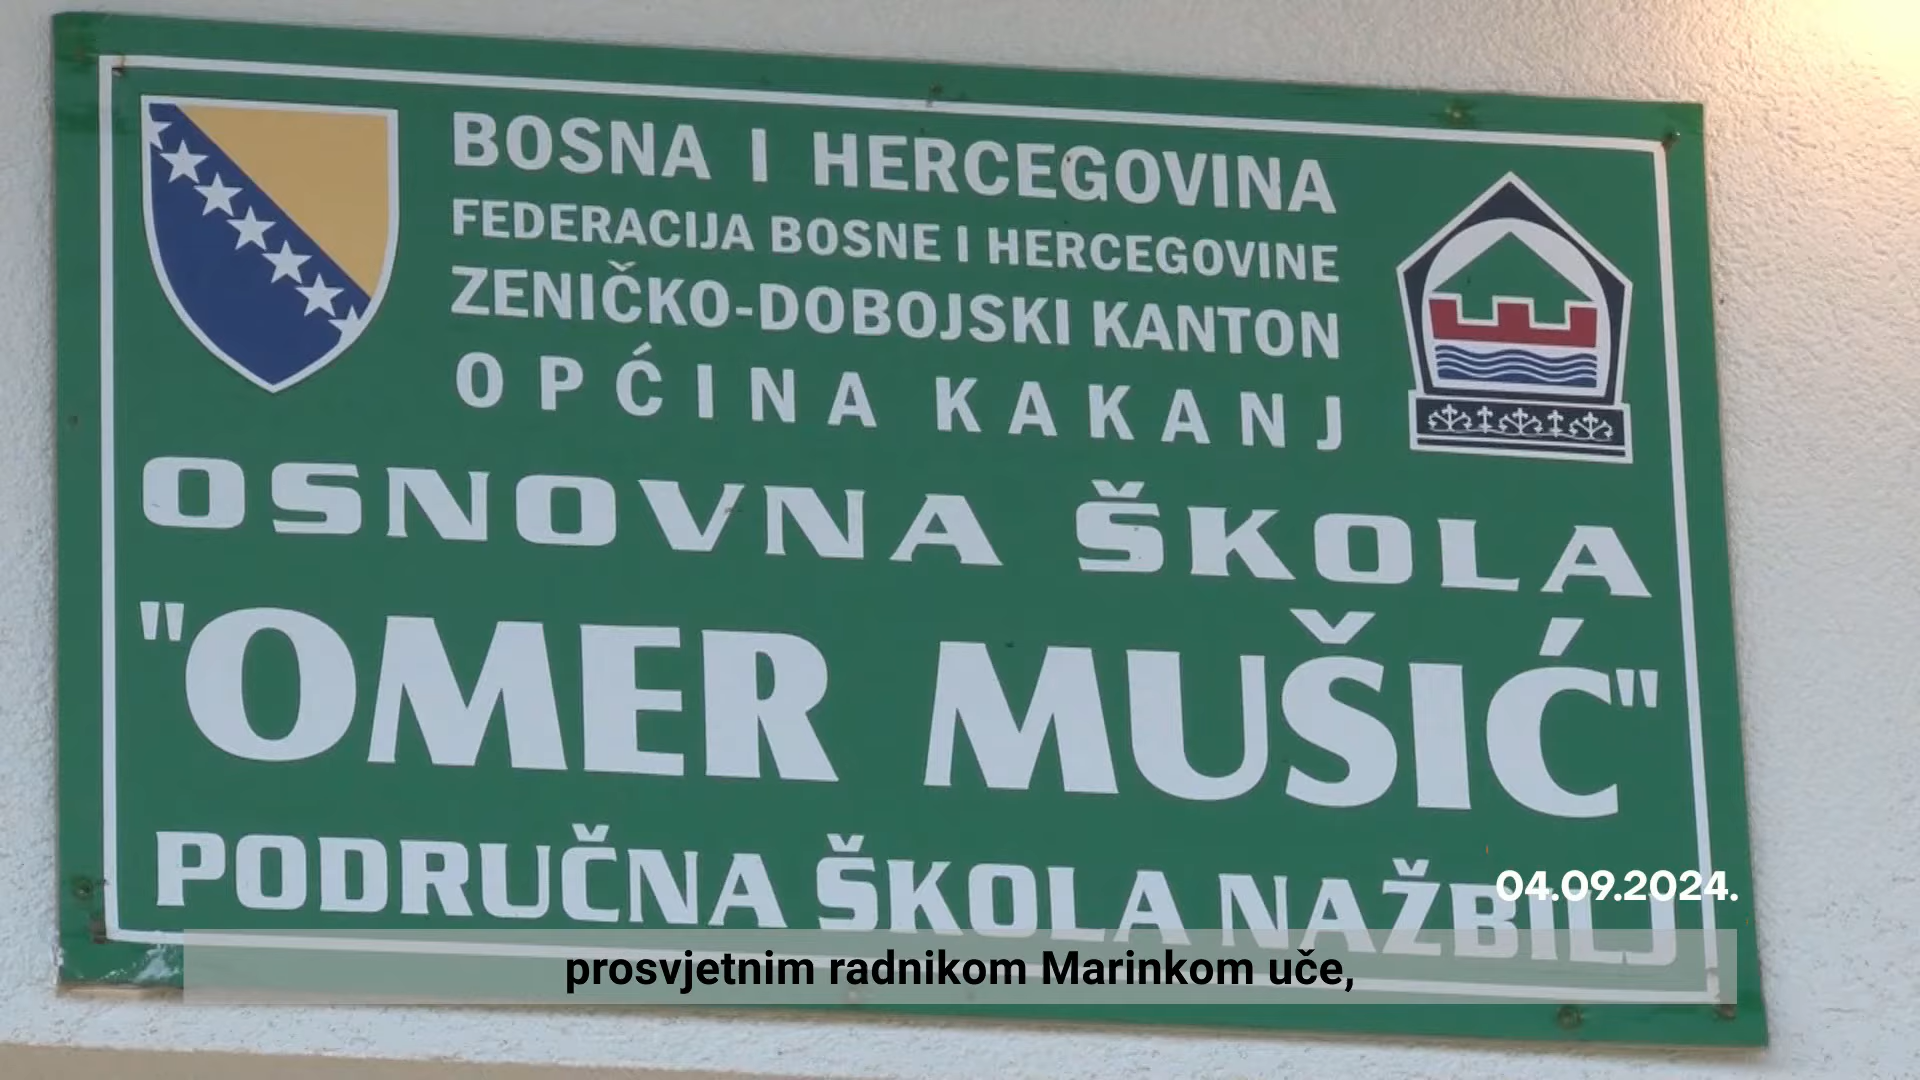 BOSNA I HERCEGOVINA
FEDERACIJA BOSNE I HERCEGOVINE
ZENIČKO-DOBOJSKI KANTON
OPĆINA KAKANJ
OSNOVNA ŠKOLA
"OMER MUŠIĆ"
PODRUČNA ŠKOLA NAŽBILJ
04.09.2024.
prosvjetnim radnikom Marinkom uče,